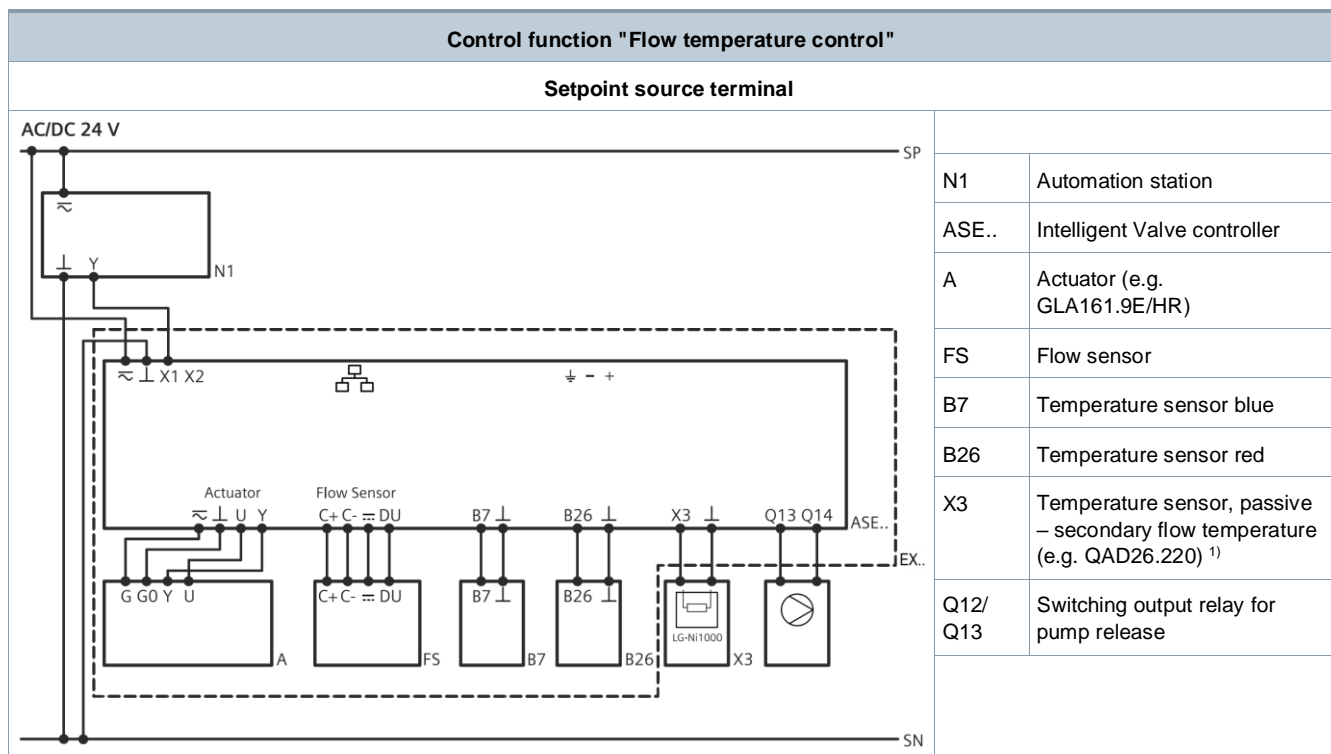 Control function "Flow temperature control"
Setpoint source terminal
AC/DC 24 V
SP
N1
⊥ Y
X1 X2
⏚ - +
Actuator
Flow Sensor
⊥ U Y
C+ C- DU
B7 ⊥
B26 ⊥
X3 ⊥
Q13 Q14
ASE..
EX..
G G0 Y U
C+ C- DU
B7 ⊥
B26 ⊥
LG-Ni1000
A
FS
B7
B26
X3
SN
N1 Automation station
ASE.. Intelligent Valve controller
A Actuator (e.g.
GLA161.9E/HR)
FS Flow sensor
B7 Temperature sensor blue
B26 Temperature sensor red
X3 Temperature sensor, passive
– secondary flow temperature
(e.g. QAD26.220) 1)
Q12/ Switching output relay for
Q13 pump release